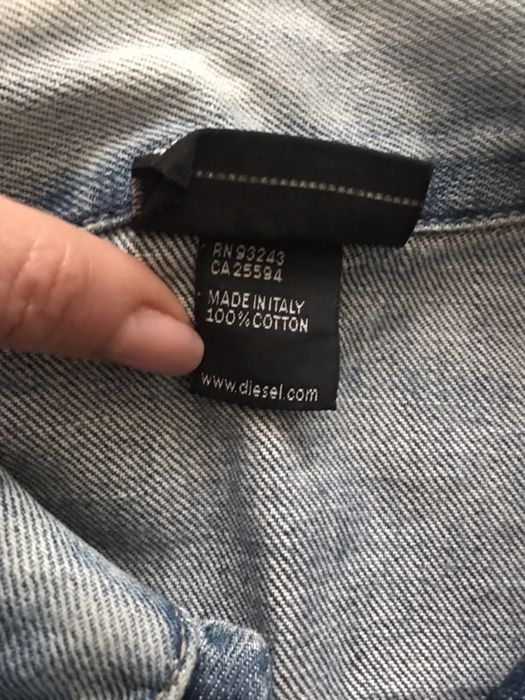 RN 93243
CA 25594
MADE IN ITALY
100% COTTON
www.diesel.com